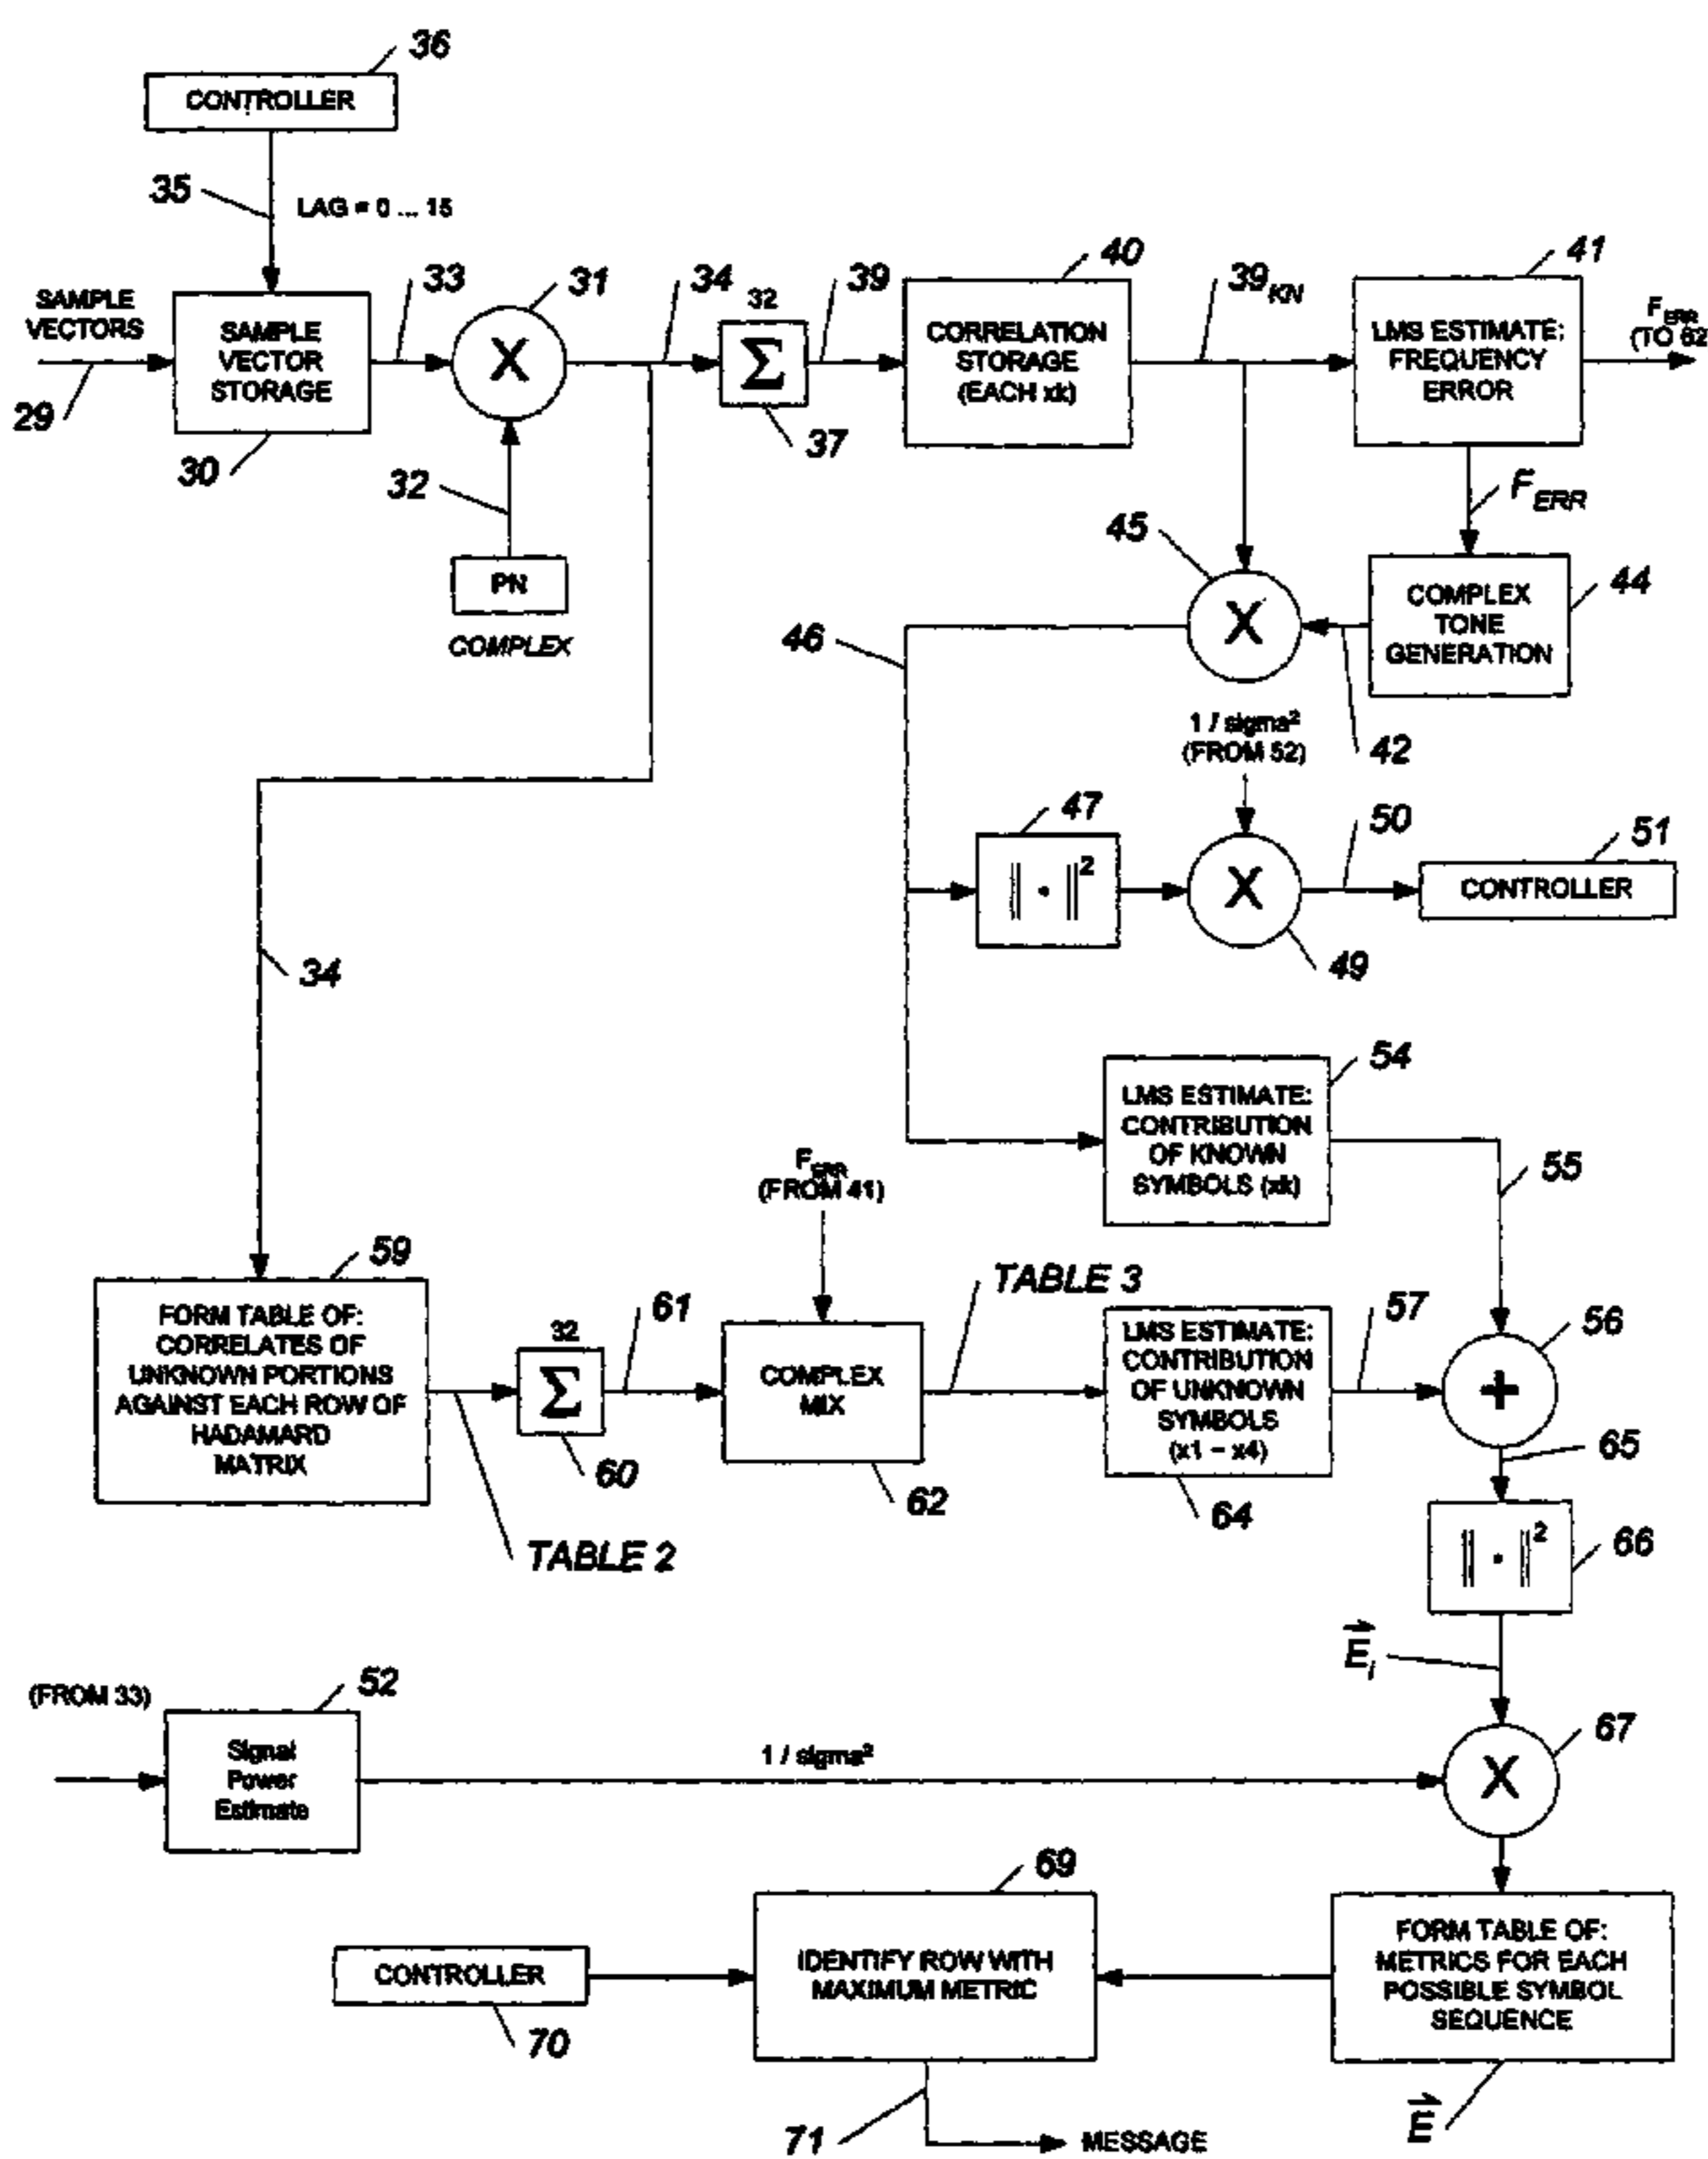 36
CONTROLLER
35
LAG = 0 ... 15
SAMPLE
VECTORS
29
SAMPLE
VECTOR
STORAGE
30
33
31
X
32
PN
COMPLEX
34
32
Σ
37
39
40
CORRELATION
STORAGE
(EACH xk)
39KN
41
LMS ESTIMATE:
FREQUENCY
ERROR
FERR
(TO 62
FERR
45
X
COMPLEX
TONE
GENERATION
44
46
42
1 / sigma²
(FROM 52)
47
‖ · ‖²
X
49
50
51
CONTROLLER
34
54
LMS ESTIMATE:
CONTRIBUTION
OF KNOWN
SYMBOLS (xk)
55
FERR
(FROM 41)
59
FORM TABLE OF:
CORRELATES OF
UNKNOWN PORTIONS
AGAINST EACH ROW OF
HADAMARD
MATRIX
TABLE 2
32
Σ
60
61
COMPLEX
MIX
62
TABLE 3
LMS ESTIMATE:
CONTRIBUTION
OF UNKNOWN
SYMBOLS
(x1 - x4)
64
57
56
+
65
‖ · ‖²
66
Ei
(FROM 33)
52
Signal
Power
Estimate
1 / sigma²
67
X
69
CONTROLLER
70
IDENTIFY ROW WITH
MAXIMUM METRIC
FORM TABLE OF:
METRICS FOR EACH
POSSIBLE SYMBOL
SEQUENCE
E
71
MESSAGE